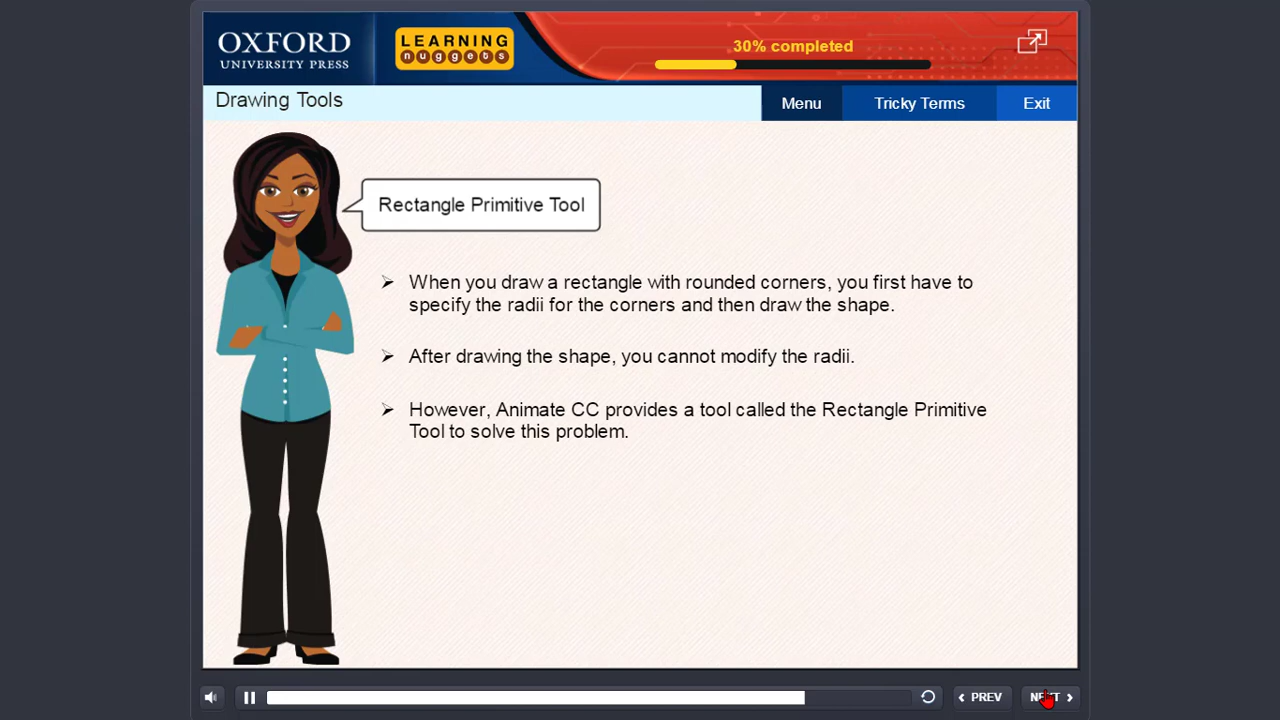 OXFORD
UNIVERSITY PRESS
LEARNING
nuggets
30% completed
Drawing Tools
Menu
Tricky Terms
Exit
Rectangle Primitive Tool
When you draw a rectangle with rounded corners, you first have to
specify the radii for the corners and then draw the shape.
After drawing the shape, you cannot modify the radii.
However, Animate CC provides a tool called the Rectangle Primitive
Tool to solve this problem.
PREV
NEXT